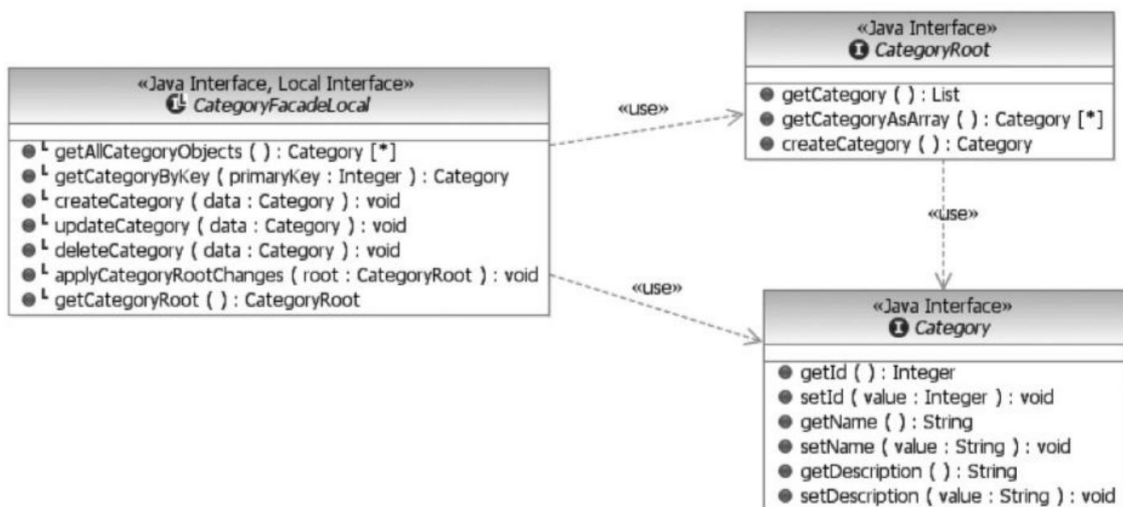 «Java Interface, Local Interface»
CategoryFacadeLocal
getAllCategoryObjects ( ) : Category [*]
getCategoryByKey ( primaryKey : Integer ) : Category
createCategory ( data : Category ) : void
updateCategory ( data : Category ) : void
deleteCategory ( data : Category ) : void
applyCategoryRootChanges ( root : CategoryRoot ) : void
getCategoryRoot ( ) : CategoryRoot
«use»
«Java Interface»
CategoryRoot
getCategory ( ) : List
getCategoryAsArray ( ) : Category [*]
createCategory ( ) : Category
«use»
«use»
«Java Interface»
Category
getId ( ) : Integer
setId ( value : Integer ) : void
getName ( ) : String
setName ( value : String ) : void
getDescription ( ) : String
setDescription ( value : String ) : void